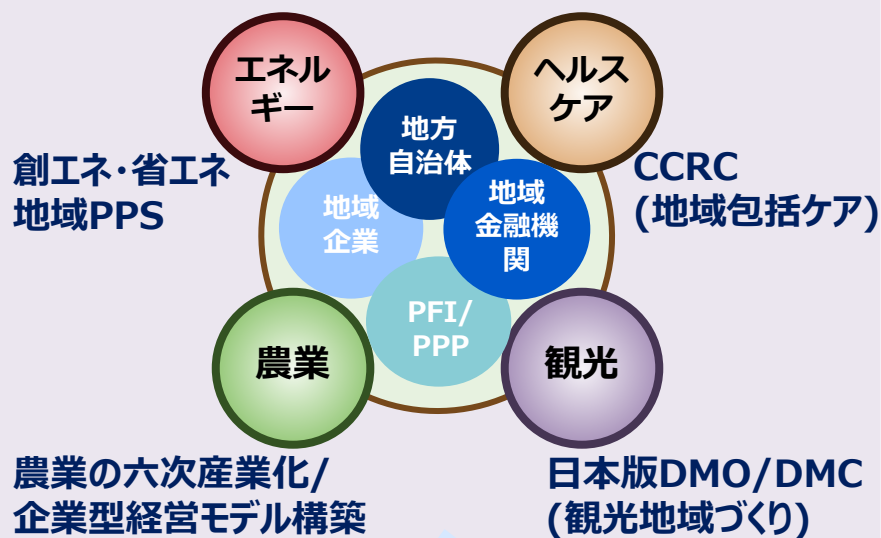 エネル
ギー
ヘルス
ケア
地方
自治体
創エネ・省エネ
地域PPS
地域
企業
地域
金融機
関
CCRC
(地域包括ケア)
PFI/
PPP
農業
観光
農業の六次産業化/
企業型経営モデル構築
日本版DMO/DMC
(観光地域づくり)